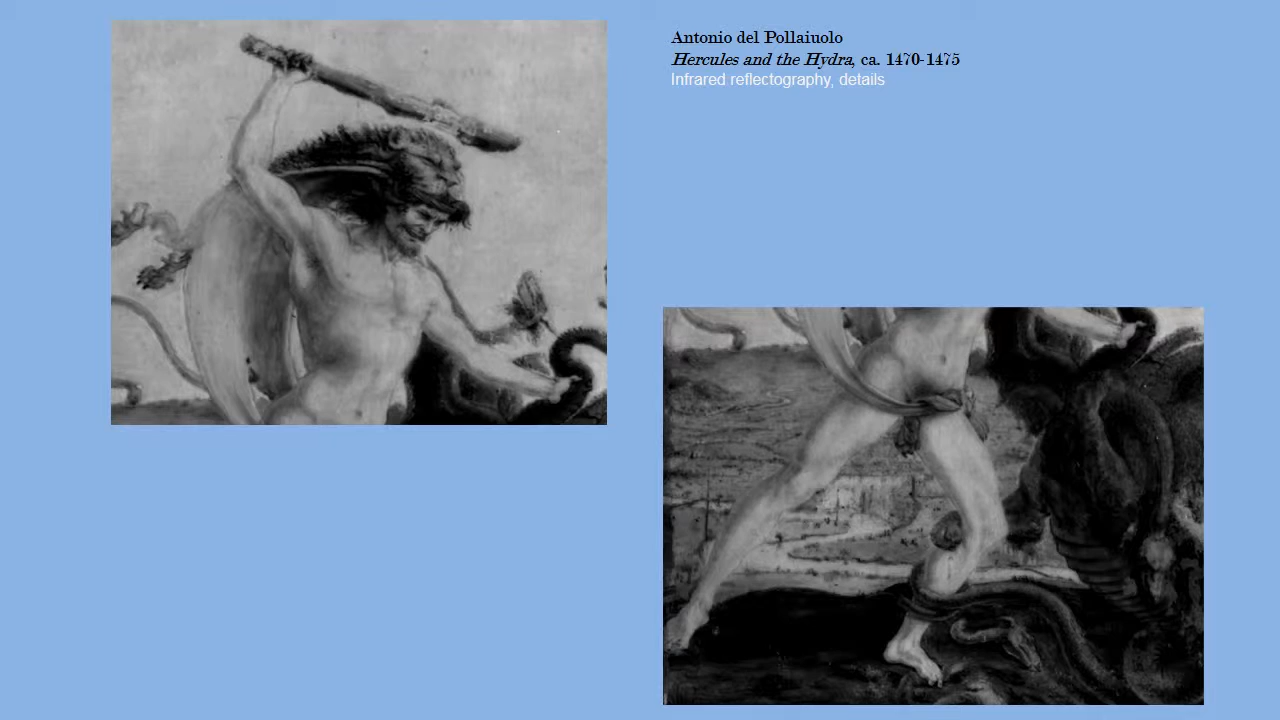 Antonio del Pollaiuolo
Hercules and the Hydra, ca. 1470-1475
Infrared reflectography, details